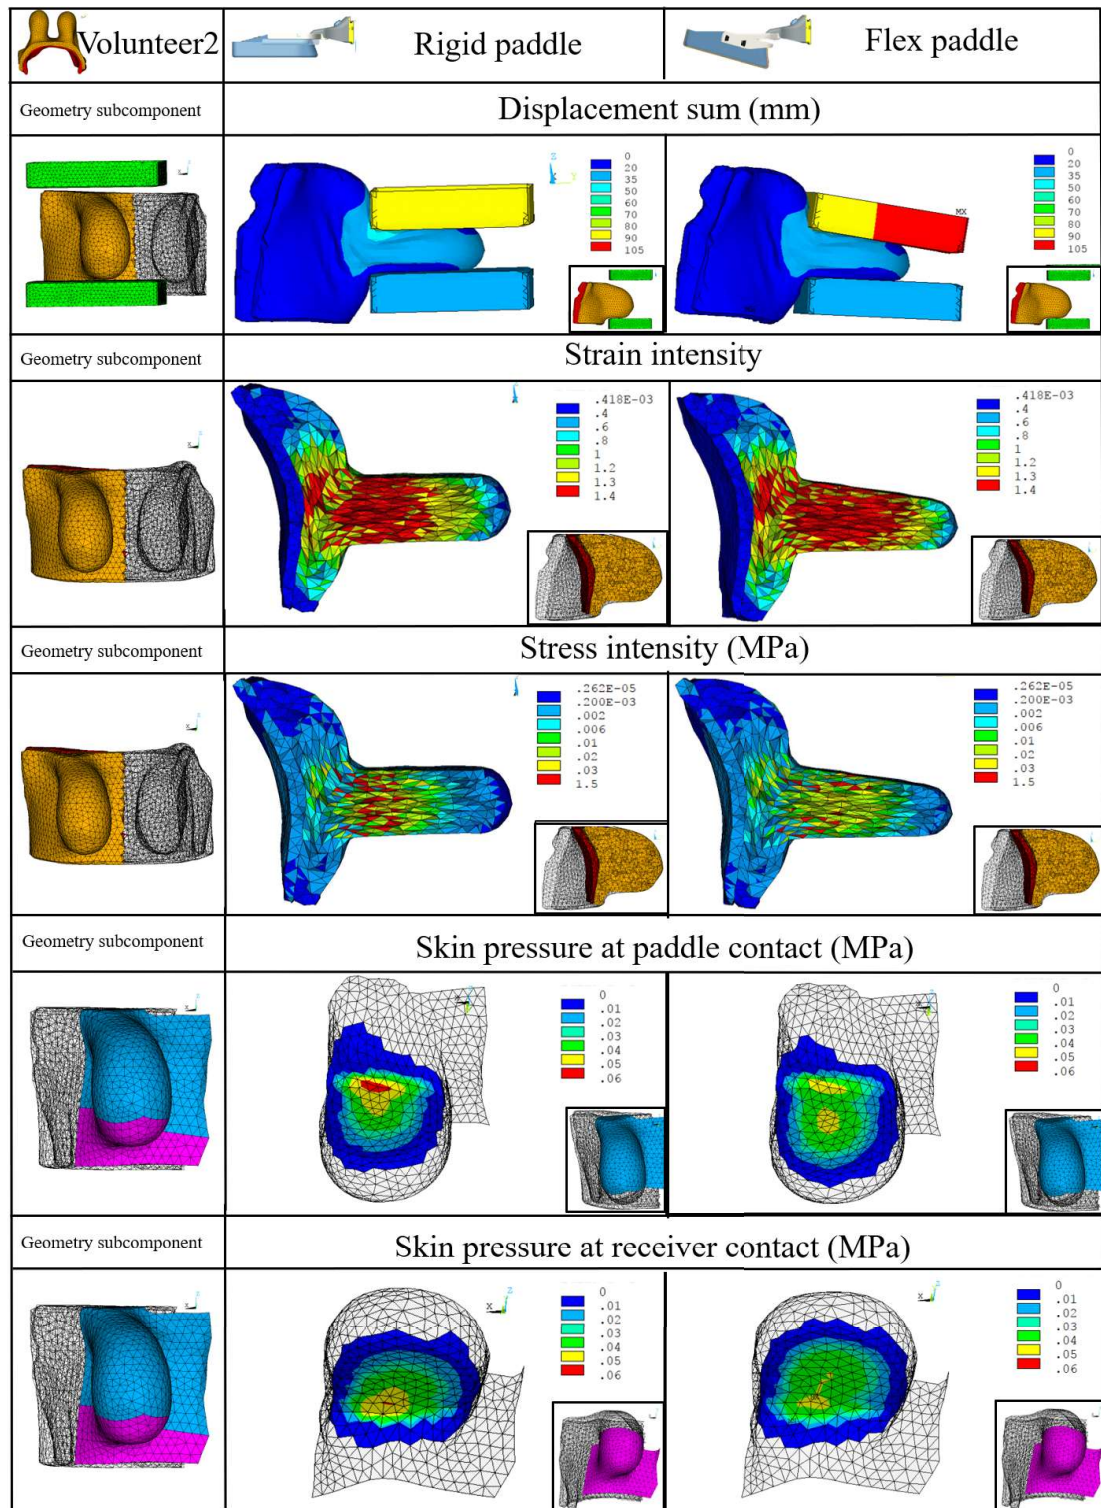 Volunteer2
Rigid paddle
Flex paddle
Geometry subcomponent
Displacement sum (mm)
Z
X
Y
0
20
35
50
60
70
80
90
105
MX
0
20
35
50
60
70
80
90
105
Geometry subcomponent
Strain intensity
X
Z
.418E-03
.4
.6
.8
1
1.2
1.3
1.4
.418E-03
.4
.6
.8
1
1.2
1.3
1.4
Geometry subcomponent
Stress intensity (MPa)
X
Z
.262E-05
.200E-03
.002
.006
.01
.02
.03
1.5
.262E-05
.200E-03
.002
.006
.01
.02
.03
1.5
Geometry subcomponent
Skin pressure at paddle contact (MPa)
0
.01
.02
.03
.04
.05
.06
0
.01
.02
.03
.04
.05
.06
Geometry subcomponent
Skin pressure at receiver contact (MPa)
X
Z
0
.01
.02
.03
.04
.05
.06
X
Z
0
.01
.02
.03
.04
.05
.06